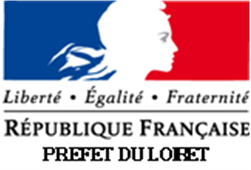 Liberté • Égalité • Fraternité
RÉPUBLIQUE FRANÇAISE
PREFET DU LOIRET